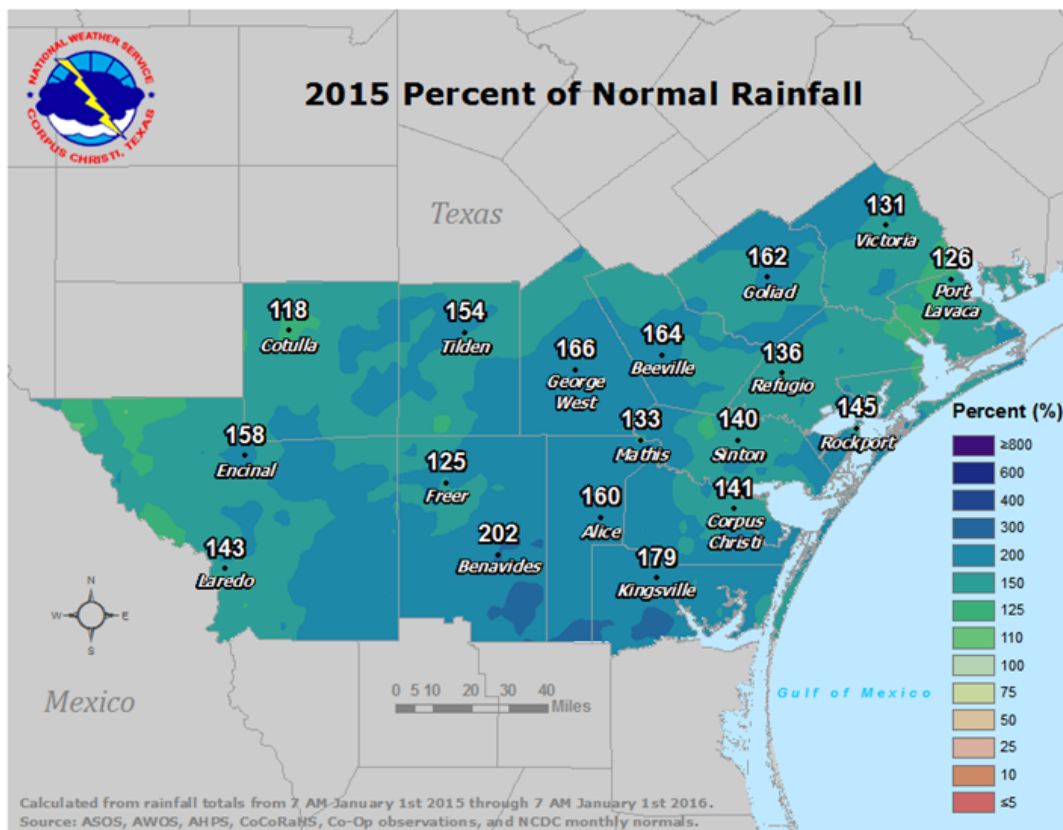 NATIONAL WEATHER SERVICE
CORPUS CHRISTI, TEXAS
2015 Percent of Normal Rainfall
Texas
131
Victoria
162
Goliad
126
Port
Lavaca
118
Cotulla
154
Tilden
164
Beeville
166
George
West
136
Refugio
145
Rockport
133
Mathis
140
Sinton
158
Encinal
125
Freer
141
Corpus
Christi
160
Alice
202
Benavides
143
Laredo
179
Kingsville
Percent (%)
≥800
600
400
300
200
150
125
110
100
75
50
25
10
≤5
N
W E
S
Mexico
0 5 10 20 30 40
Miles
Gulf of Mexico
Calculated from rainfall totals from 7 AM January 1st 2015 through 7 AM January 1st 2016.
Source: ASOS, AWOS, AHPS, CoCoRaHS, Co-Op observations, and NCDC monthly normals.